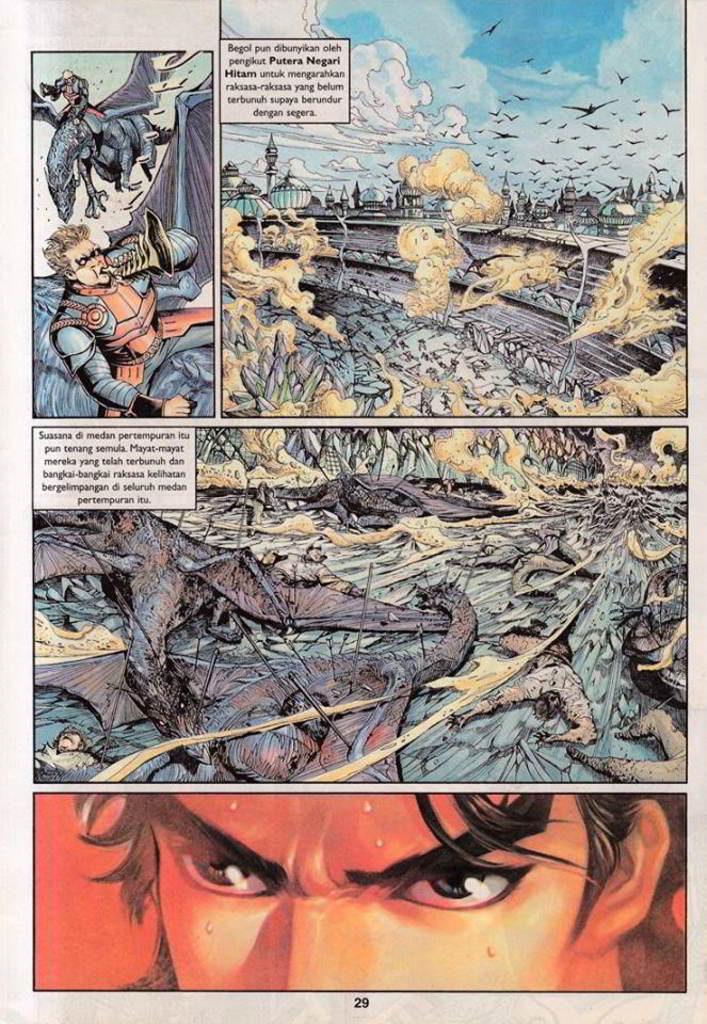 Begol pun dibunyikan oleh
pengikut Putera Negari
Hitam untuk mengarahkan
raksasa-raksasa yang belum
terbunuh supaya berundur
dengan segera.
Suasana di medan pertempuran itu
pun tenang semula. Mayat-mayat
mereka yang telah terbunuh dan
bangkai-bangkai raksasa kelihatan
bergelimpangan di seluruh medan
pertempuran itu.
29